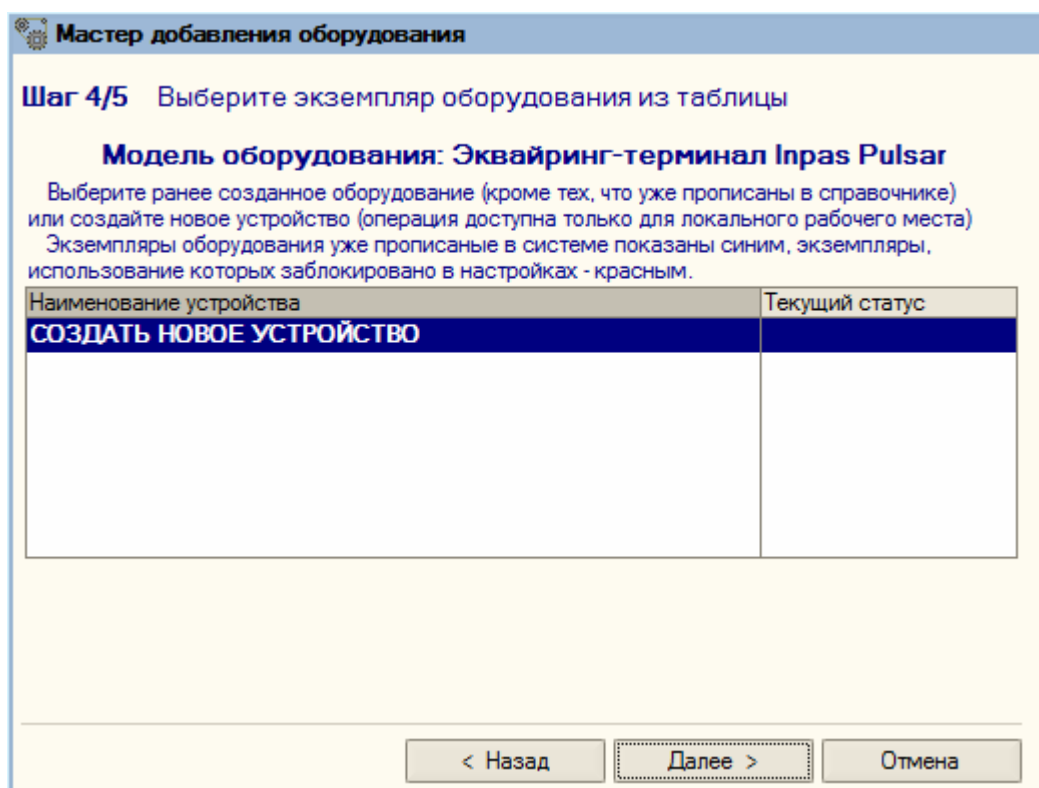 Мастер добавления оборудования
Шаг 4/5 Выберите экземпляр оборудования из таблицы
Модель оборудования: Эквайринг-терминал Inpas Pulsar
Выберите ранее созданное оборудование (кроме тех, что уже прописаны в справочнике)
или создайте новое устройство (операция доступна только для локального рабочего места)
Экземпляры оборудования уже прописаные в системе показаны синим, экземпляры,
использование которых заблокировано в настройках - красным.
Наименование устройства Текущий статус
СОЗДАТЬ НОВОЕ УСТРОЙСТВО
< Назад Далее > Отмена